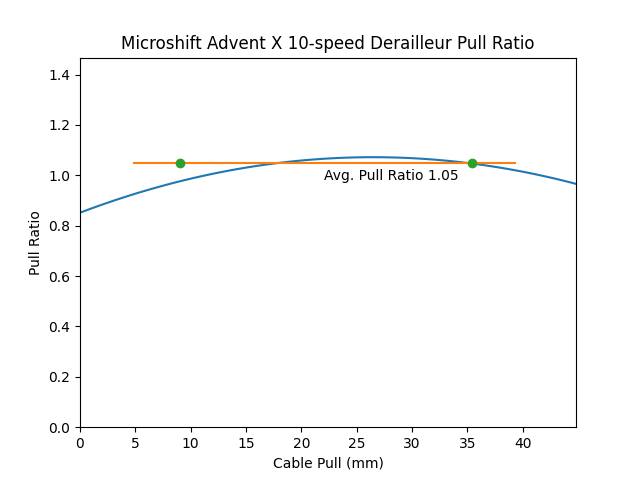 Microshift Advent X 10-speed Derailleur Pull Ratio
1.4
1.2
1.0
0.8
0.6
0.4
0.2
0.0
Pull Ratio
Avg. Pull Ratio 1.05
0 5 10 15 20 25 30 35 40
Cable Pull (mm)